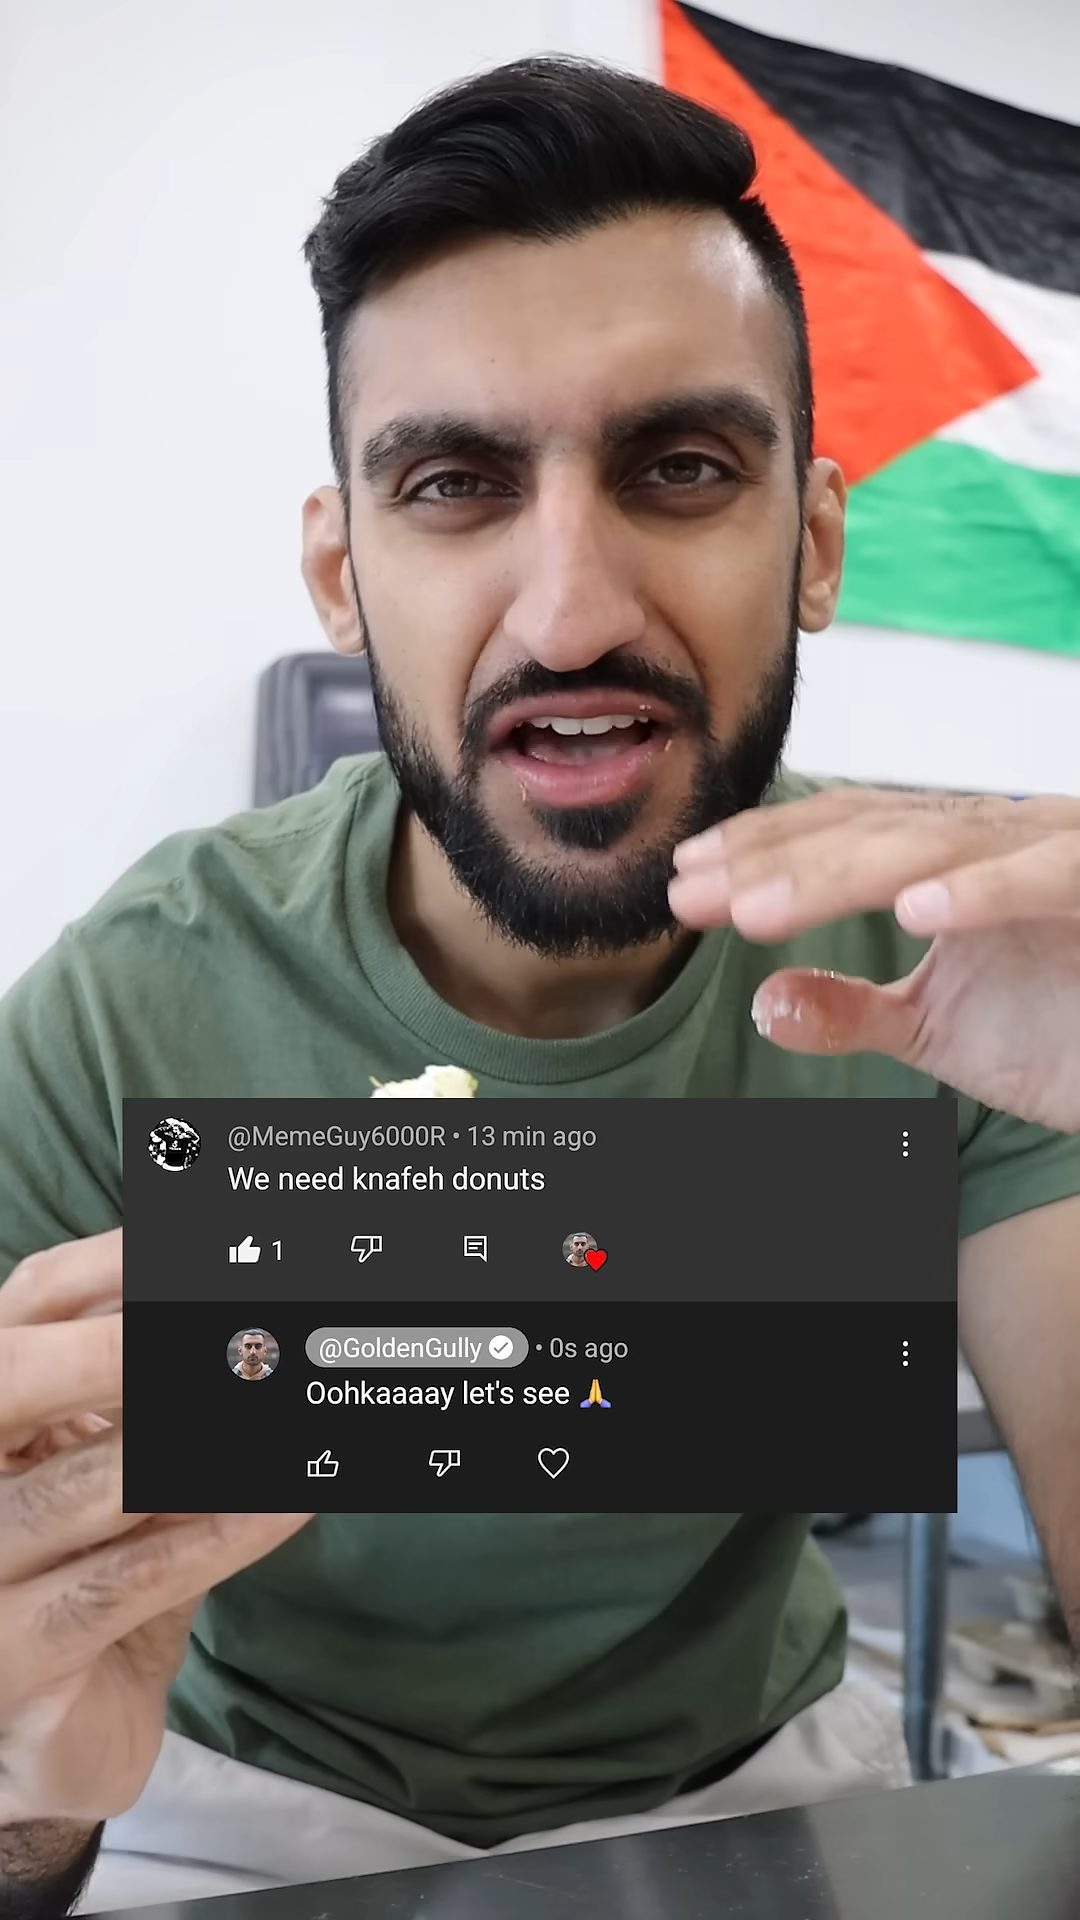 @MemeGuy6000R • 13 min ago
We need knafeh donuts
1
@GoldenGully • 0s ago
Oohkaaaay let's see 🙏